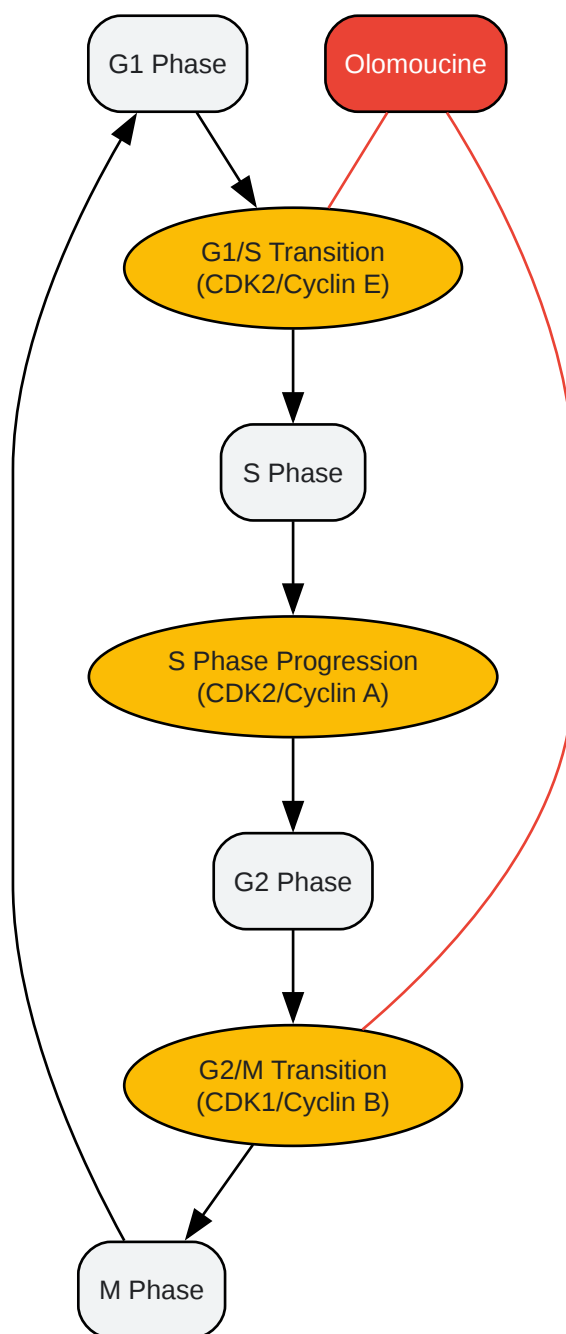 G1 Phase
Olomoucine
G1/S Transition
(CDK2/Cyclin E)
S Phase
S Phase Progression
(CDK2/Cyclin A)
G2 Phase
G2/M Transition
(CDK1/Cyclin B)
M Phase